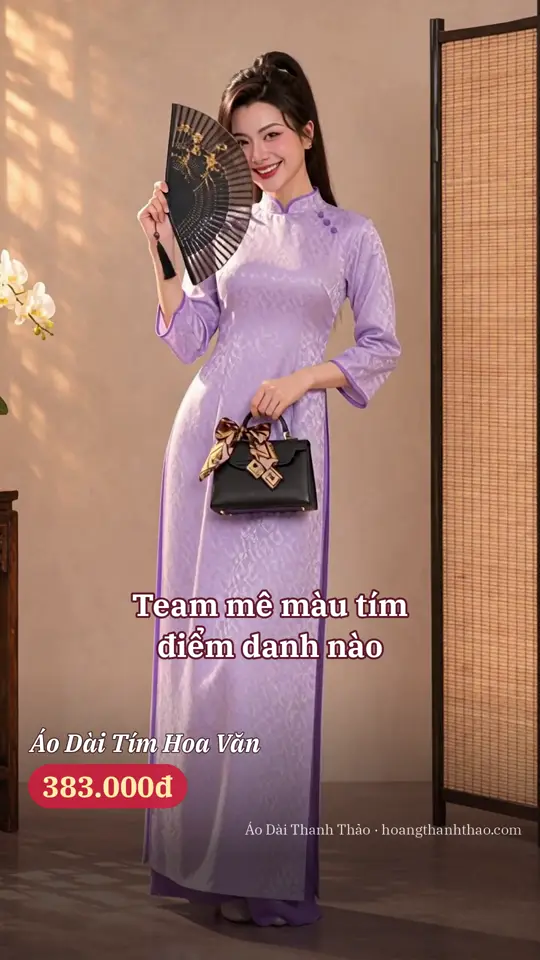 Team mê màu tím
điểm danh nào
Áo Dài Tím Hoa Văn
383.000đ
Áo Dài Thanh Thảo · hoangthanhthao.com